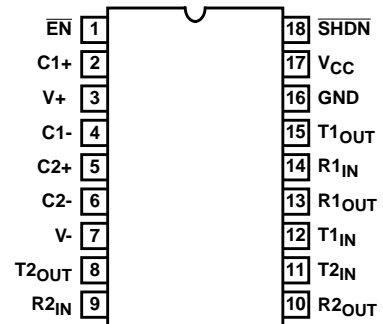 EN 1 18 SHDN
C1+ 2 17 VCC
V+ 3 16 GND
C1- 4 15 T1OUT
C2+ 5 14 R1IN
C2- 6 13 R1OUT
V- 7 12 T1IN
T2OUT 8 11 T2IN
R2IN 9 10 R2OUT